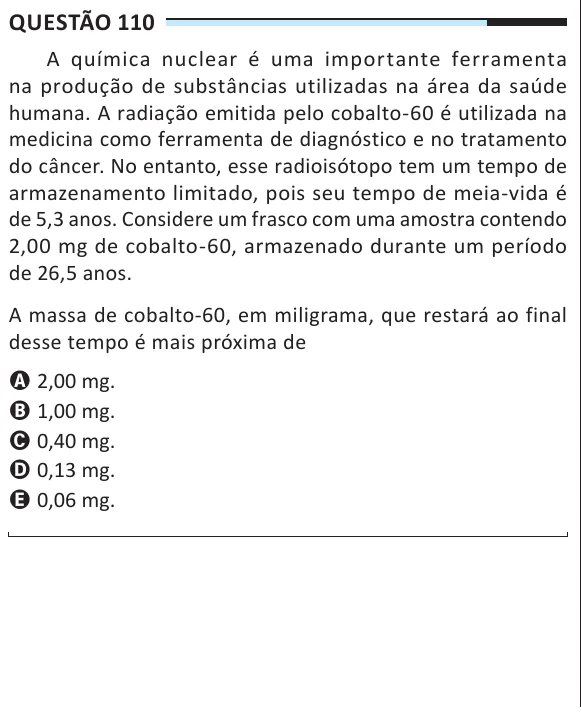 QUESTÃO 110
A química nuclear é uma importante ferramenta
na produção de substâncias utilizadas na área da saúde
humana. A radiação emitida pelo cobalto-60 é utilizada na
medicina como ferramenta de diagnóstico e no tratamento
do câncer. No entanto, esse radioisótopo tem um tempo de
armazenamento limitado, pois seu tempo de meia-vida é
de 5,3 anos. Considere um frasco com uma amostra contendo
2,00 mg de cobalto-60, armazenado durante um período
de 26,5 anos.
A massa de cobalto-60, em miligrama, que restará ao final
desse tempo é mais próxima de
A 2,00 mg.
B 1,00 mg.
C 0,40 mg.
D 0,13 mg.
E 0,06 mg.